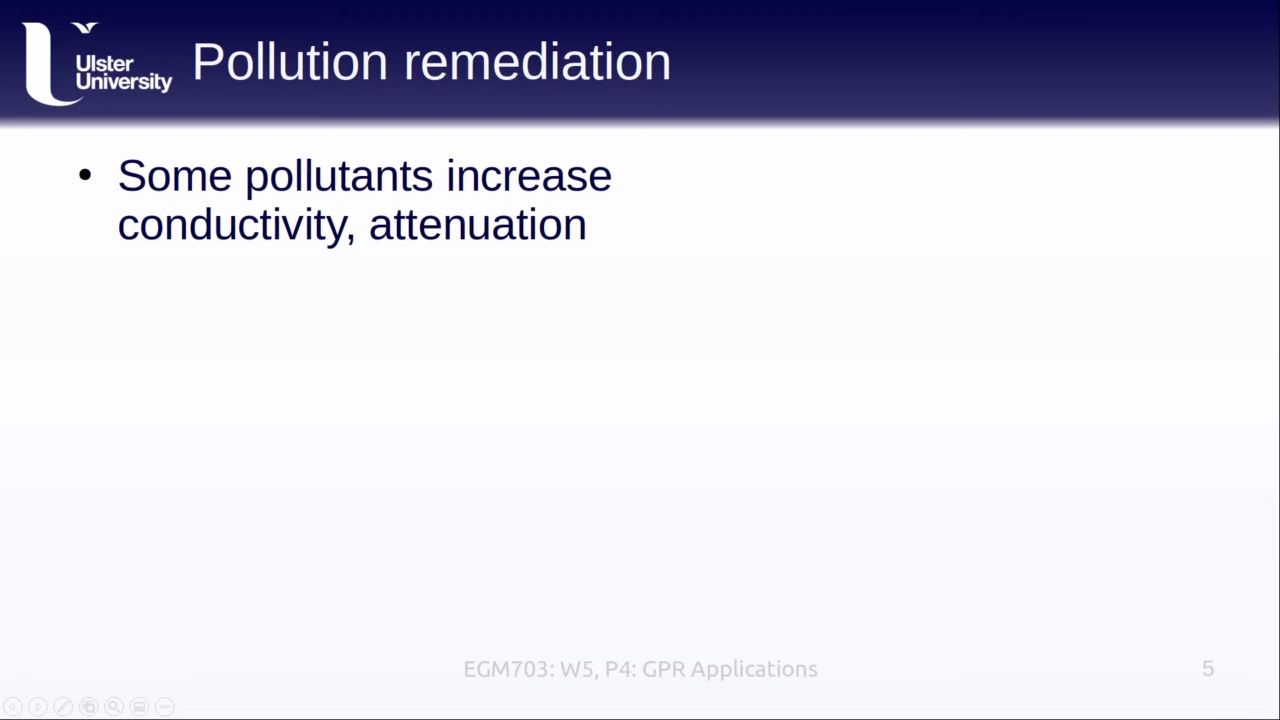 Ulster
University
Pollution remediation
• Some pollutants increase
conductivity, attenuation
EGM703: W5, P4: GPR Applications
5